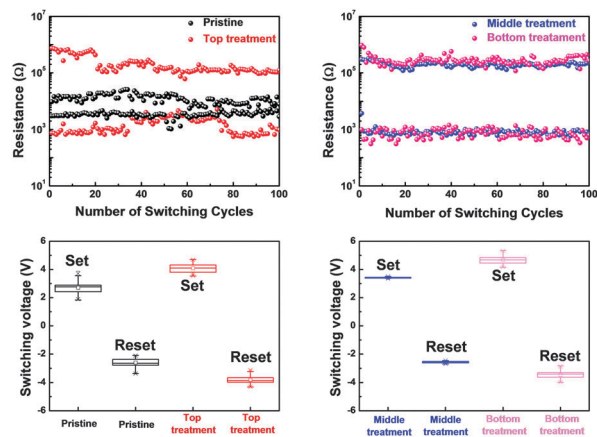 Pristine
Top treatment
Resistance (Ω)
10⁷
10⁵
10³
10¹
0 20 40 60 80 100
Number of Switching Cycles
Middle treatment
Bottom treatament
Resistance (Ω)
10⁷
10⁵
10³
10¹
0 20 40 60 80 100
Number of Switching Cycles
Switching voltage (V)
6
4
2
0
-2
-4
-6
Set
Reset
Set
Reset
Pristine
Pristine
Top
treatment
Top
treatment
Switching voltage (V)
6
4
2
0
-2
-4
-6
Set
Reset
Set
Reset
Middle
treatment
Middle
treatment
Bottom
treatment
Bottom
treatment